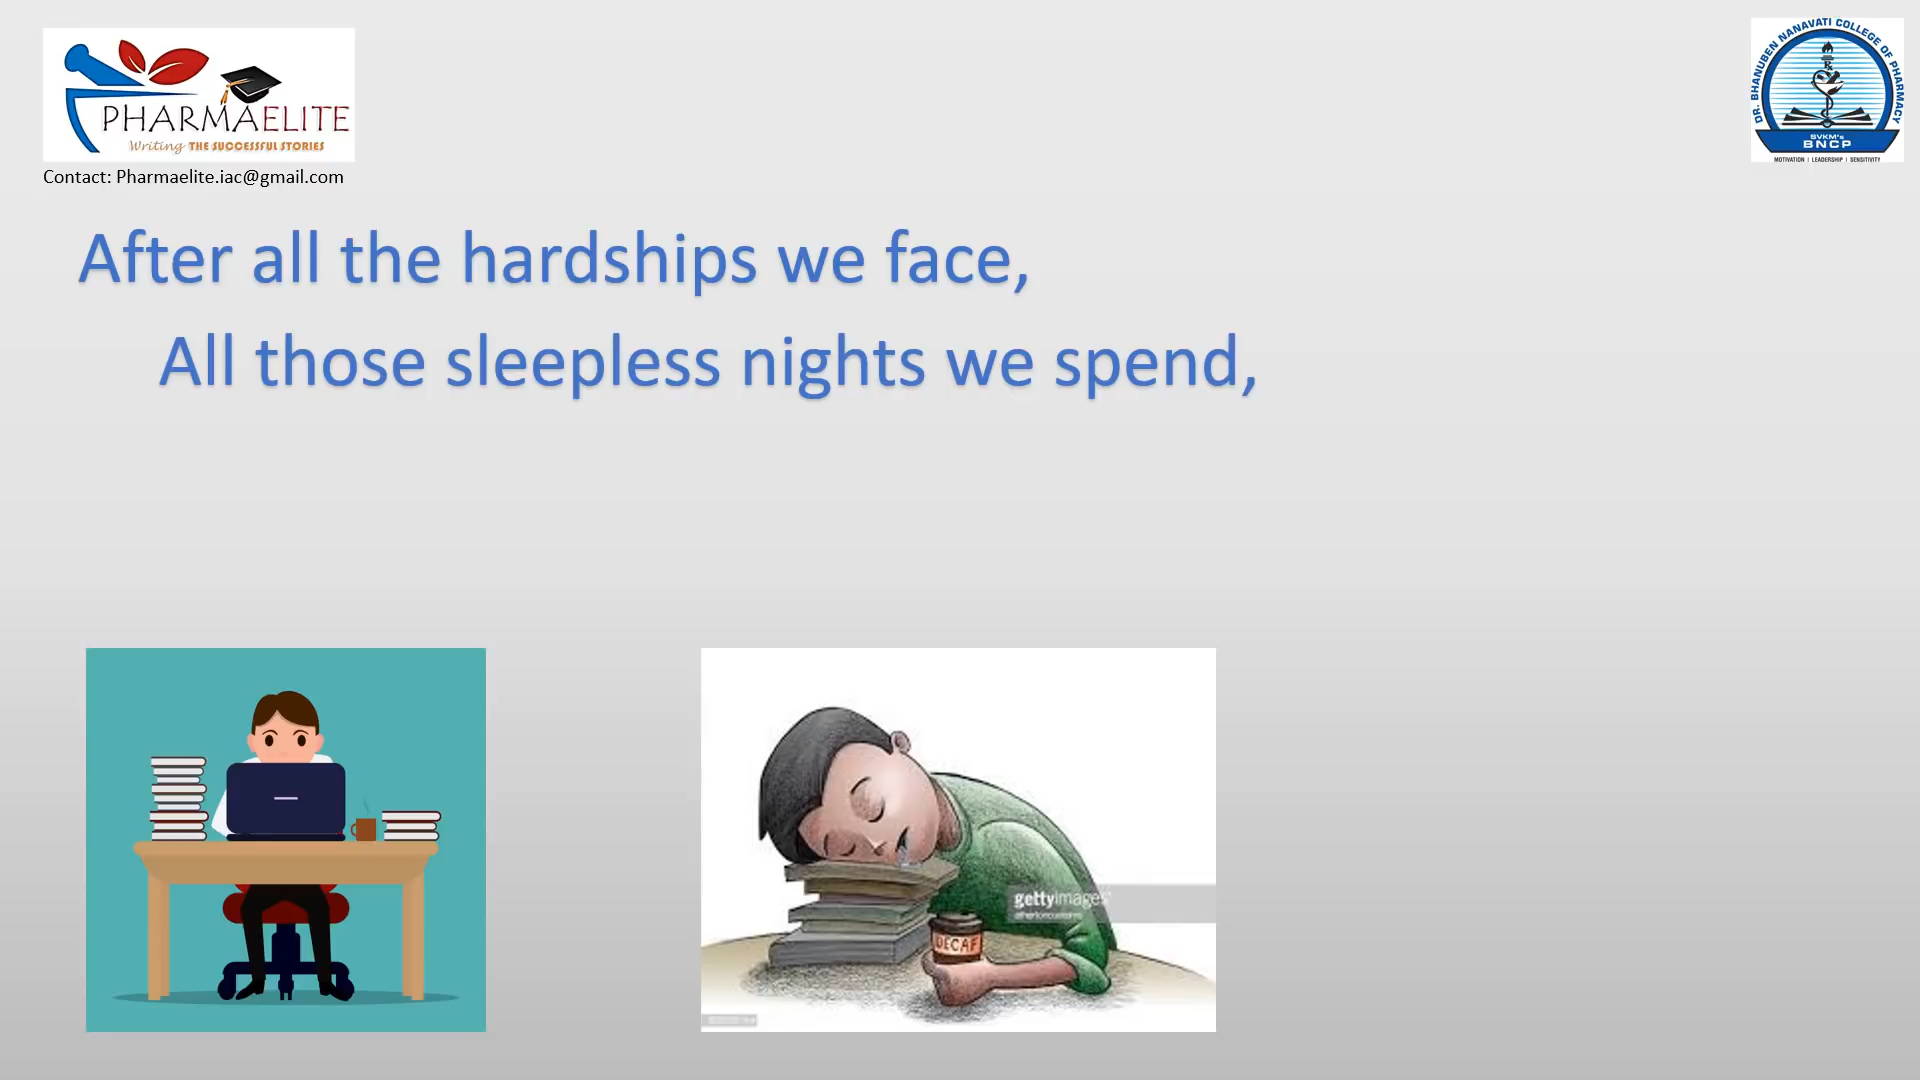 PHARMAELITE
Writing THE SUCCESSFUL STORIES
Contact: Pharmaelite.iac@gmail.com
DR. BHANUBEN NANAVATI COLLEGE OF PHARMACY
Rx
SVKM's
BNCP
MOTIVATION | LEADERSHIP | SENSITIVITY
After all the hardships we face,
All those sleepless nights we spend,
gettyimages
DECAF